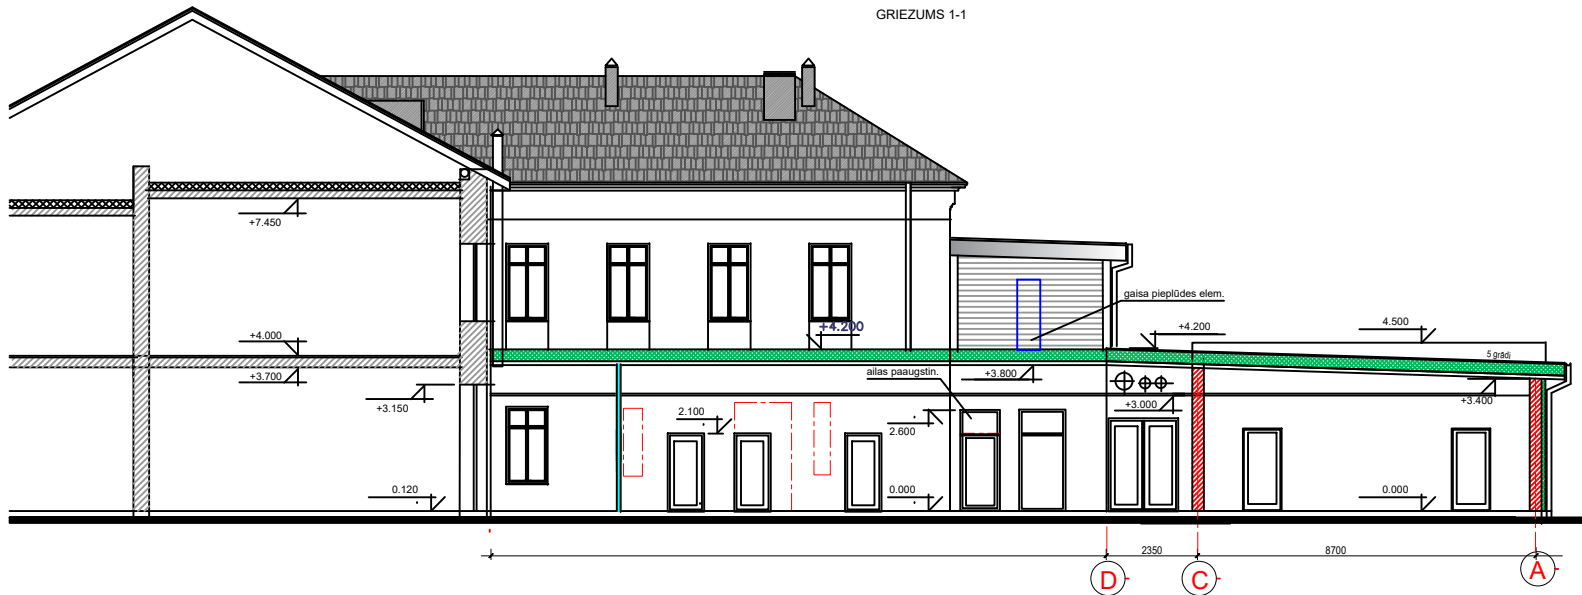 GRIEZUMS 1-1
+7.450
gaisa pieplūdes elem.
+4.000
+4.200
+4.200
4.500
5 grādi
+3.700
ailas paaugstin.
+3.800
+3.150
+3.000
+3.400
2.100
2.600
0.120
0.000
0.000
2350
8700
D
C
A